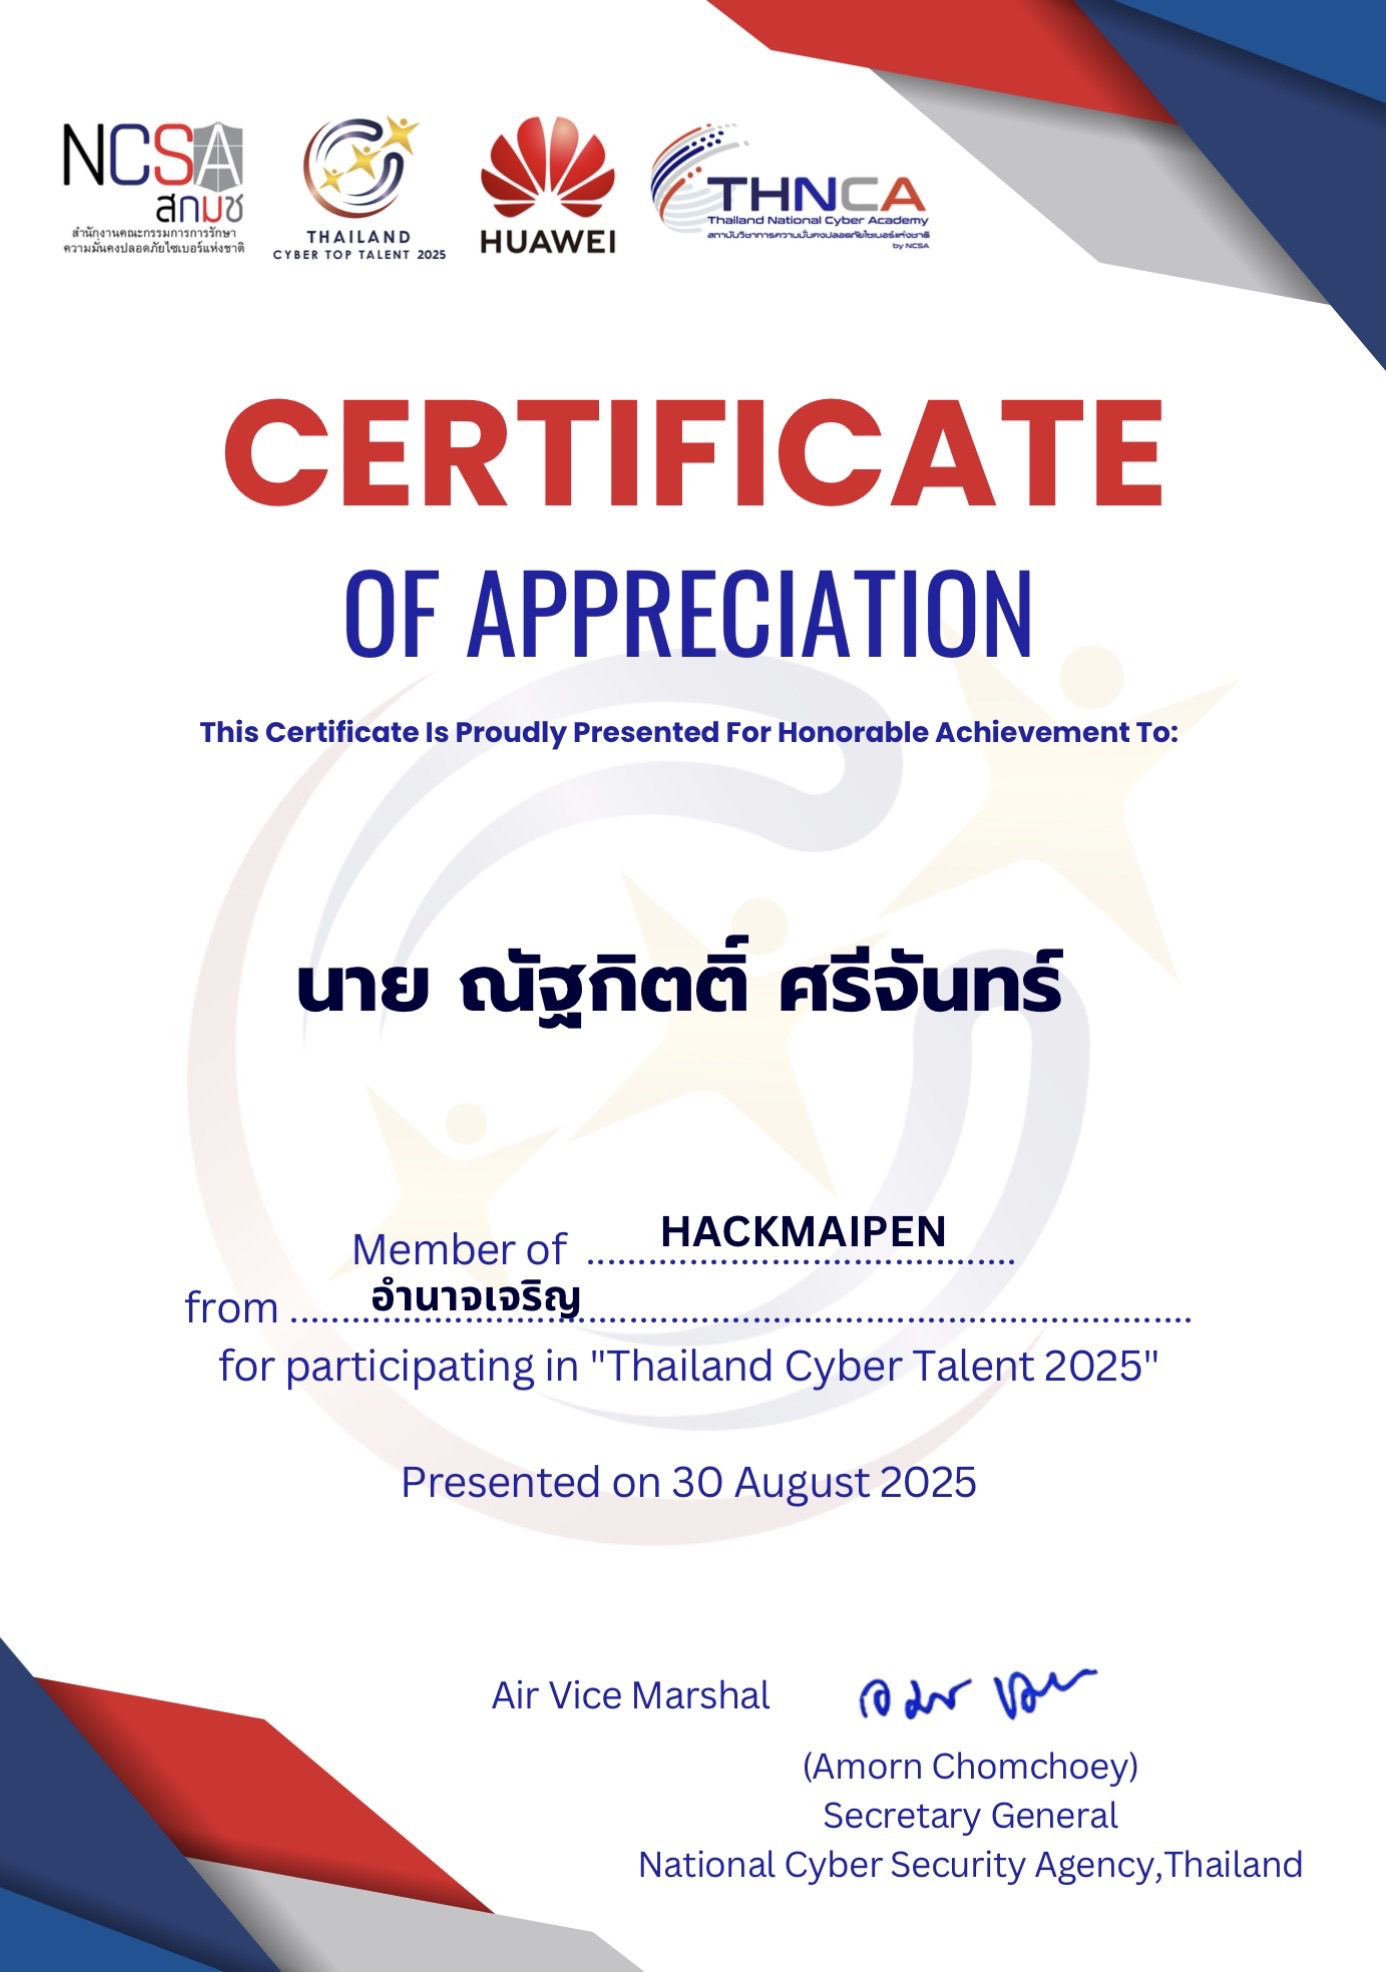 NCSA
สกมช
สำนักงานคณะกรรมการการรักษา
ความมั่นคงปลอดภัยไซเบอร์แห่งชาติ
THAILAND
CYBER TOP TALENT 2025
HUAWEI
THNCA
Thailand National Cyber Academy
สถาบันวิชาการความมั่นคงปลอดภัยไซเบอร์แห่งชาติ
by NCSA
CERTIFICATE
OF APPRECIATION
This Certificate Is Proudly Presented For Honorable Achievement To:
นาย ณัฐกิตติ์ ศรีจันทร์
Member of HACKMAIPEN
from อำนาจเจริญ
for participating in "Thailand Cyber Talent 2025"
Presented on 30 August 2025
Air Vice Marshal
(Amorn Chomchoey)
Secretary General
National Cyber Security Agency,Thailand